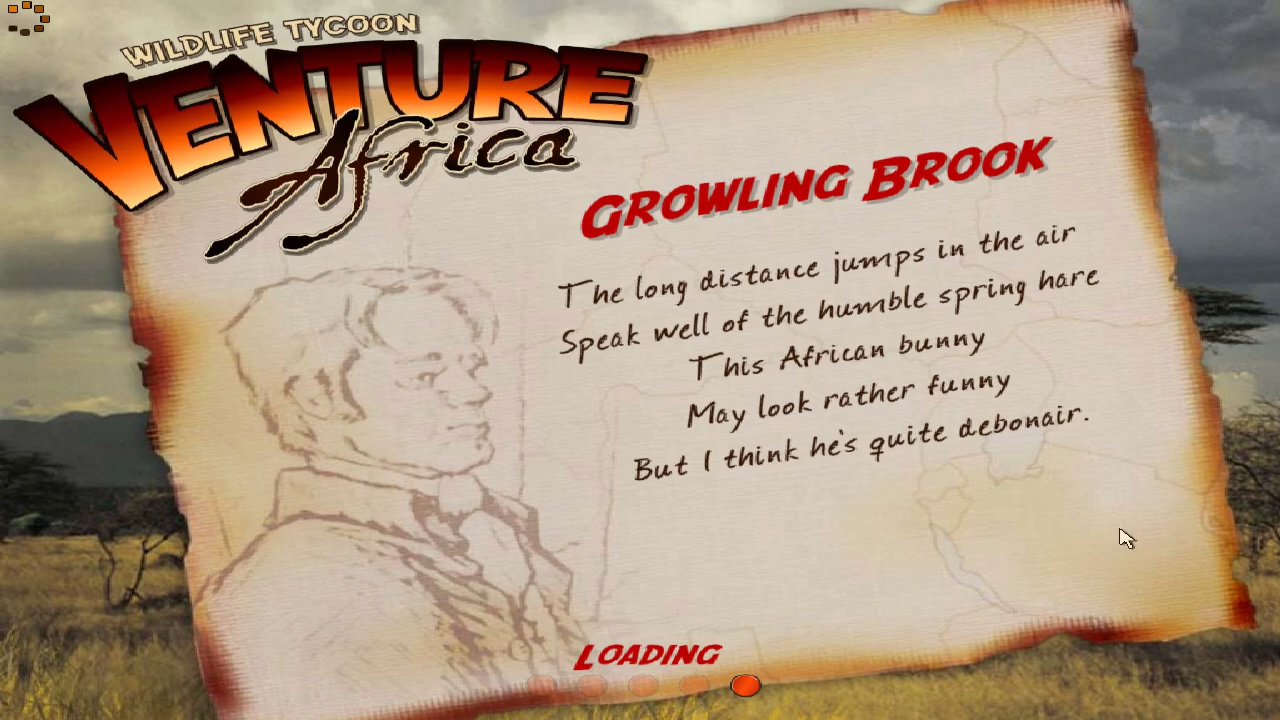 WILDLIFE TYCOON
VENTURE
Africa
GROWLING BROOK
The long distance jumps in the air
Speak well of the humble spring hare
This African bunny
May look rather funny
But I think he's quite debonair.
LOADING